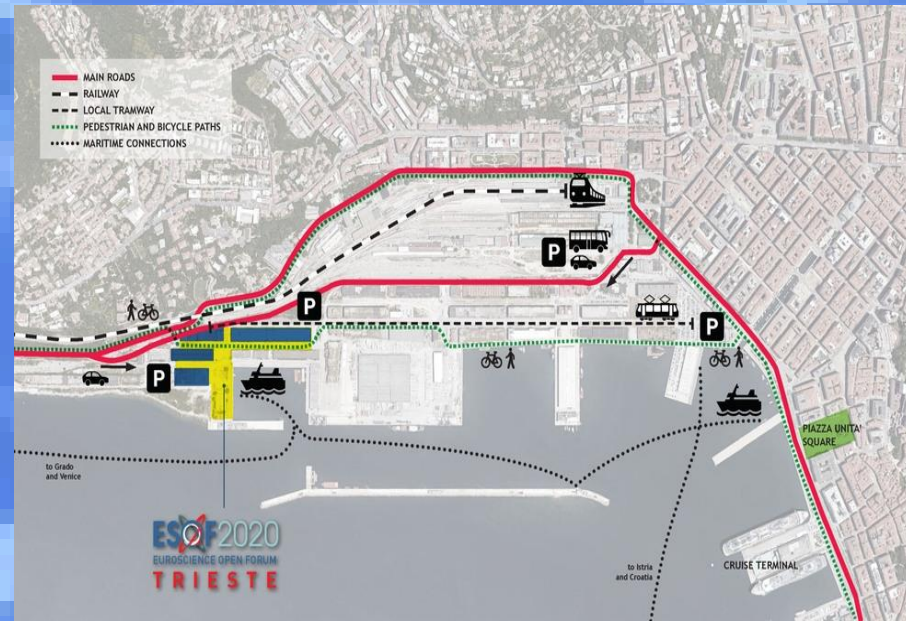 MAIN ROADS
RAILWAY
LOCAL TRAMWAY
PEDESTRIAN AND BICYCLE PATHS
MARITIME CONNECTIONS
P
P
P
P
PIAZZA UNITA'
SQUARE
to Grado
and Venice
ESOF2020
EUROSCIENCE OPEN FORUM
TRIESTE
to Istria
and Croatia
CRUISE TERMINAL